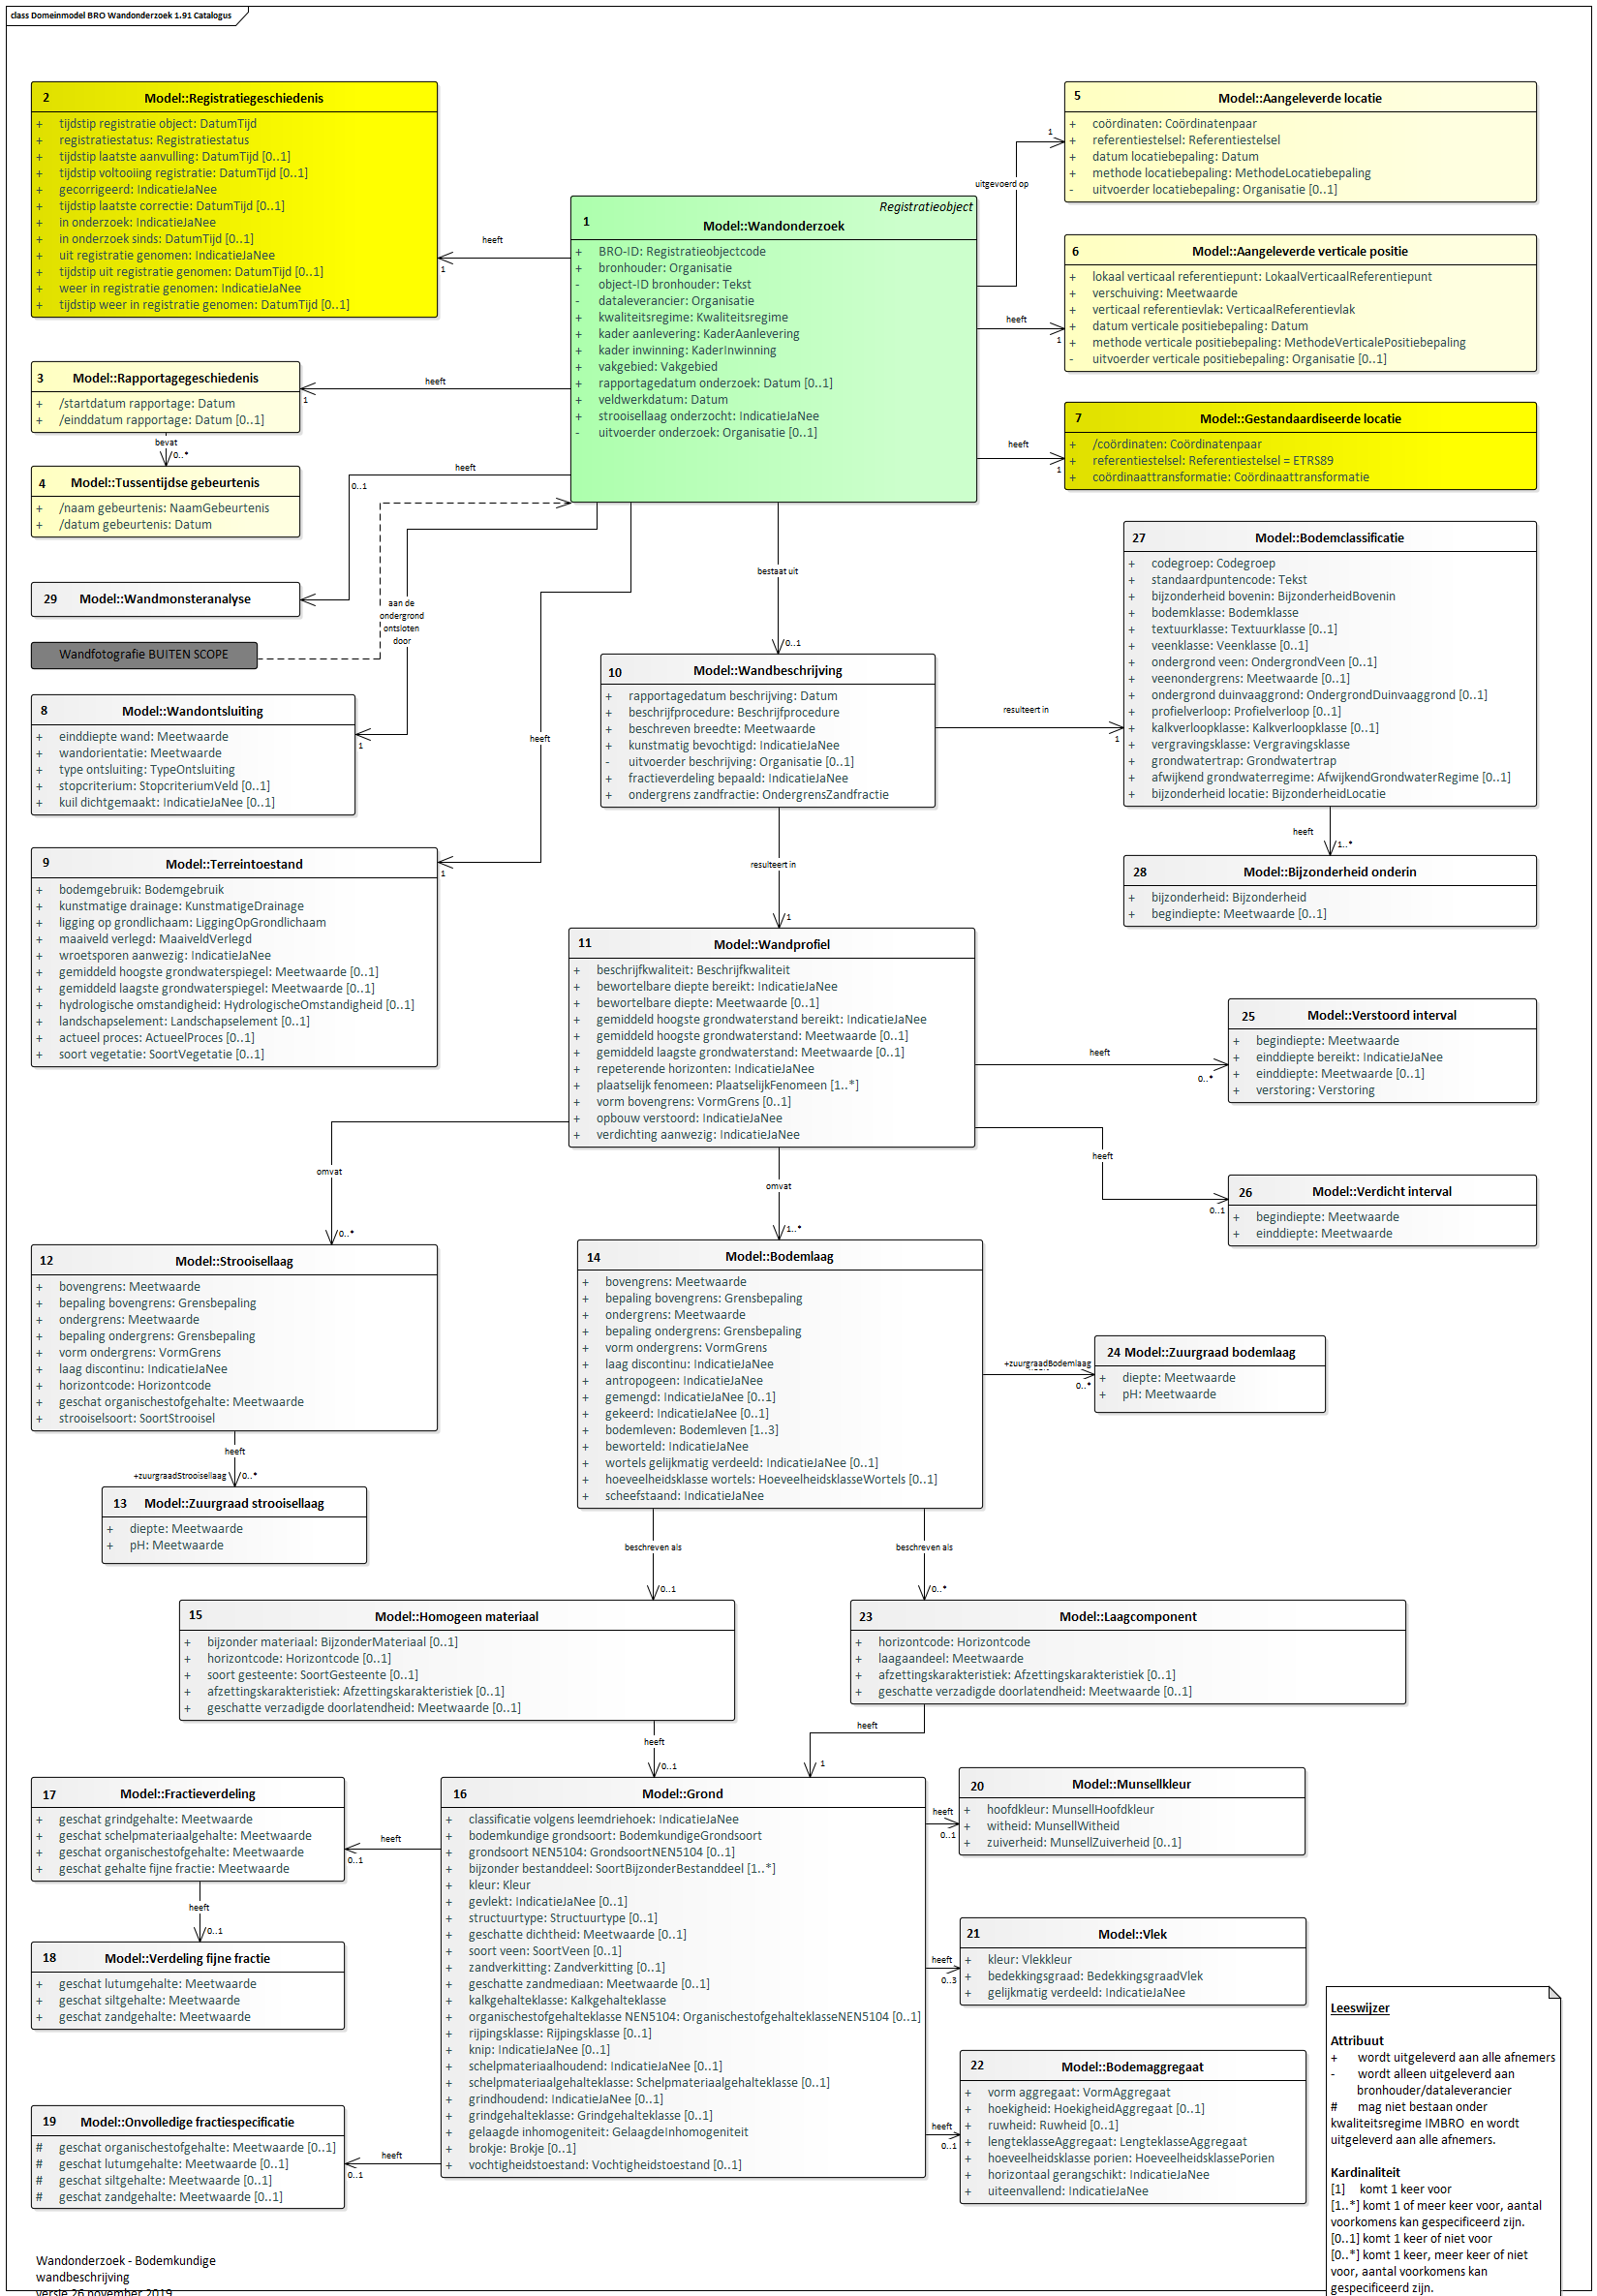 class Domeinmodel BRO Wandonderzoek 1.91 Catalogus
2 Model::Registratiegeschiedenis
+ tijdstip registratie object: DatumTijd
+ registratiestatus: Registratiestatus
+ tijdstip laatste aanvulling: DatumTijd [0..1]
+ tijdstip voltooiing registratie: DatumTijd [0..1]
+ gecorrigeerd: IndicatieJaNee
+ tijdstip laatste correctie: DatumTijd [0..1]
+ in onderzoek: IndicatieJaNee
+ in onderzoek sinds: DatumTijd [0..1]
+ uit registratie genomen: IndicatieJaNee
+ tijdstip uit registratie genomen: DatumTijd [0..1]
+ weer in registratie genomen: IndicatieJaNee
+ tijdstip weer in registratie genomen: DatumTijd [0..1]
heeft
1
Registratieobject
1 Model::Wandonderzoek
+ BRO-ID: Registratieobjectcode
+ bronhouder: Organisatie
- object-ID bronhouder: Tekst
- dataleverancier: Organisatie
+ kwaliteitsregime: Kwaliteitsregime
+ kader aanlevering: KaderAanlevering
+ kader inwinning: KaderInwinning
+ vakgebied: Vakgebied
+ rapportagedatum onderzoek: Datum [0..1]
+ veldwerkdatum: Datum
+ strooisellaag onderzocht: IndicatieJaNee
- uitvoerder onderzoek: Organisatie [0..1]
uitgevoerd op
1
5 Model::Aangeleverde locatie
+ coördinaten: Coördinatenpaar
+ referentiestelsel: Referentiestelsel
+ datum locatiebepaling: Datum
+ methode locatiebepaling: MethodeLocatiebepaling
- uitvoerder locatiebepaling: Organisatie [0..1]
heeft
1
6 Model::Aangeleverde verticale positie
+ lokaal verticaal referentiepunt: LokaalVerticaalReferentiepunt
+ verschuiving: Meetwaarde
+ verticaal referentievlak: VerticaalReferentievlak
+ datum verticale positiebepaling: Datum
+ methode verticale positiebepaling: MethodeVerticalePositiebepaling
- uitvoerder verticale positiebepaling: Organisatie [0..1]
heeft
1
7 Model::Gestandaardiseerde locatie
+ /coördinaten: Coördinatenpaar
+ referentiestelsel: Referentiestelsel = ETRS89
+ coördinaattransformatie: Coördinaattransformatie
heeft
1
3 Model::Rapportagegeschiedenis
+ /startdatum rapportage: Datum
+ /einddatum rapportage: Datum [0..1]
bevat
0..*
4 Model::Tussentijdse gebeurtenis
+ /naam gebeurtenis: NaamGebeurtenis
+ /datum gebeurtenis: Datum
heeft
0..1
29 Model::Wandmonsteranalyse
Wandfotografie BUITEN SCOPE
aan de
ondergrond
ontsloten
door
1
8 Model::Wandontsluiting
+ einddiepte wand: Meetwaarde
+ wandorientatie: Meetwaarde
+ type ontsluiting: TypeOntsluiting
+ stopcriterium: StopcriteriumVeld [0..1]
+ kuil dichtgemaakt: IndicatieJaNee [0..1]
heeft
1
9 Model::Terreintoestand
+ bodemgebruik: Bodemgebruik
+ kunstmatige drainage: KunstmatigeDrainage
+ ligging op grondlichaam: LiggingOpGrondlichaam
+ maaiveld verlegd: MaaiveldVerlegd
+ wroetsporen aanwezig: IndicatieJaNee
+ gemiddeld hoogste grondwaterspiegel: Meetwaarde [0..1]
+ gemiddeld laagste grondwaterspiegel: Meetwaarde [0..1]
+ hydrologische omstandigheid: HydrologischeOmstandigheid [0..1]
+ landschapselement: Landschapselement [0..1]
+ actueel proces: ActueelProces [0..1]
+ soort vegetatie: SoortVegetatie [0..1]
bestaat uit
0..1
10 Model::Wandbeschrijving
+ rapportagedatum beschrijving: Datum
+ beschrijfprocedure: Beschrijfprocedure
+ beschreven breedte: Meetwaarde
+ kunstmatig bevochtigd: IndicatieJaNee
- uitvoerder beschrijving: Organisatie [0..1]
+ fractieverdeling bepaald: IndicatieJaNee
+ ondergrens zandfractie: OndergrensZandfractie
resulteert in
1
27 Model::Bodemclassificatie
+ codegroep: Codegroep
+ standaardpuntencode: Tekst
+ bijzonderheid bovenin: BijzonderheidBovenin
+ bodemklasse: Bodemklasse
+ textuurklasse: Textuurklasse [0..1]
+ veenklasse: Veenklasse [0..1]
+ ondergrond veen: OndergrondVeen [0..1]
+ veenondergrens: Meetwaarde [0..1]
+ ondergrond duinvaaggrond: OndergrondDuinvaaggrond [0..1]
+ profielverloop: Profielverloop [0..1]
+ kalkverloopklasse: Kalkverloopklasse [0..1]
+ vergravingsklasse: Vergravingsklasse
+ grondwatertrap: Grondwatertrap
+ afwijkend grondwaterregime: AfwijkendGrondwaterRegime [0..1]
+ bijzonderheid locatie: BijzonderheidLocatie
heeft
1..*
28 Model::Bijzonderheid onderin
+ bijzonderheid: Bijzonderheid
+ begindiepte: Meetwaarde [0..1]
resulteert in
1
11 Model::Wandprofiel
+ beschrijfkwaliteit: Beschrijfkwaliteit
+ bewortelbare diepte bereikt: IndicatieJaNee
+ bewortelbare diepte: Meetwaarde [0..1]
+ gemiddeld hoogste grondwaterstand bereikt: IndicatieJaNee
+ gemiddeld hoogste grondwaterstand: Meetwaarde [0..1]
+ gemiddeld laagste grondwaterstand: Meetwaarde [0..1]
+ repeterende horizonten: IndicatieJaNee
+ plaatselijk fenomeen: PlaatselijkFenomeen [1..*]
+ vorm bovengrens: VormGrens [0..1]
+ opbouw verstoord: IndicatieJaNee
+ verdichting aanwezig: IndicatieJaNee
heeft
0..*
25 Model::Verstoord interval
+ begindiepte: Meetwaarde
+ einddiepte bereikt: IndicatieJaNee
+ einddiepte: Meetwaarde [0..1]
+ verstoring: Verstoring
heeft
0..1
26 Model::Verdicht interval
+ begindiepte: Meetwaarde
+ einddiepte: Meetwaarde
omvat
0..*
12 Model::Strooisellaag
+ bovengrens: Meetwaarde
+ bepaling bovengrens: Grensbepaling
+ ondergrens: Meetwaarde
+ bepaling ondergrens: Grensbepaling
+ vorm ondergrens: VormGrens
+ laag discontinu: IndicatieJaNee
+ horizontcode: Horizontcode
+ geschat organischestofgehalte: Meetwaarde
+ strooiselsoort: SoortStrooisel
heeft
+zuurgraadStrooisellaag 0..*
13 Model::Zuurgraad strooisellaag
+ diepte: Meetwaarde
+ pH: Meetwaarde
omvat
1..*
14 Model::Bodemlaag
+ bovengrens: Meetwaarde
+ bepaling bovengrens: Grensbepaling
+ ondergrens: Meetwaarde
+ bepaling ondergrens: Grensbepaling
+ vorm ondergrens: VormGrens
+ laag discontinu: IndicatieJaNee
+ antropogeen: IndicatieJaNee
+ gemengd: IndicatieJaNee [0..1]
+ gekeerd: IndicatieJaNee [0..1]
+ bodemleven: Bodemleven [1..3]
+ beworteld: IndicatieJaNee
+ wortels gelijkmatig verdeeld: IndicatieJaNee [0..1]
+ hoeveelheidsklasse wortels: HoeveelheidsklasseWortels [0..1]
+ scheefstaand: IndicatieJaNee
+zuurgraadBodemlaag
0..*
24 Model::Zuurgraad bodemlaag
+ diepte: Meetwaarde
+ pH: Meetwaarde
beschreven als
0..1
15 Model::Homogeen materiaal
+ bijzonder materiaal: BijzonderMateriaal [0..1]
+ horizontcode: Horizontcode [0..1]
+ soort gesteente: SoortGesteente [0..1]
+ afzettingskarakteristiek: Afzettingskarakteristiek [0..1]
+ geschatte verzadigde doorlatendheid: Meetwaarde [0..1]
heeft
0..1
beschreven als
0..*
23 Model::Laagcomponent
+ horizontcode: Horizontcode
+ laagaandeel: Meetwaarde
+ afzettingskarakteristiek: Afzettingskarakteristiek [0..1]
+ geschatte verzadigde doorlatendheid: Meetwaarde [0..1]
heeft
1
17 Model::Fractieverdeling
+ geschat grindgehalte: Meetwaarde
+ geschat schelpmateriaalgehalte: Meetwaarde
+ geschat organischestofgehalte: Meetwaarde
+ geschat gehalte fijne fractie: Meetwaarde
heeft
0..1
18 Model::Verdeling fijne fractie
+ geschat lutumgehalte: Meetwaarde
+ geschat siltgehalte: Meetwaarde
+ geschat zandgehalte: Meetwaarde
19 Model::Onvolledige fractiespecificatie
# geschat organischestofgehalte: Meetwaarde [0..1]
# geschat lutumgehalte: Meetwaarde [0..1]
# geschat siltgehalte: Meetwaarde [0..1]
# geschat zandgehalte: Meetwaarde [0..1]
heeft
0..1
heeft
0..1
16 Model::Grond
+ classificatie volgens leemdriehoek: IndicatieJaNee
+ bodemkundige grondsoort: BodemkundigeGrondsoort
+ grondsoort NEN5104: GrondsoortNEN5104 [0..1]
+ bijzonder bestanddeel: SoortBijzonderBestanddeel [1..*]
+ kleur: Kleur
+ gevlekt: IndicatieJaNee [0..1]
+ structuurtype: Structuurtype [0..1]
+ geschatte dichtheid: Meetwaarde [0..1]
+ soort veen: SoortVeen [0..1]
+ zandverkitting: Zandverkitting [0..1]
+ geschatte zandmediaan: Meetwaarde [0..1]
+ kalkgehalteklasse: Kalkgehalteklasse
+ organischestofgehalteklasse NEN5104: OrganischestofgehalteklasseNEN5104 [0..1]
+ rijpingsklasse: Rijpingsklasse [0..1]
+ knip: IndicatieJaNee [0..1]
+ schelpmateriaalhoudend: IndicatieJaNee [0..1]
+ schelpmateriaalgehalteklasse: Schelpmateriaalgehalteklasse [0..1]
+ grindhoudend: IndicatieJaNee [0..1]
+ grindgehalteklasse: Grindgehalteklasse [0..1]
+ gelaagde inhomogeniteit: GelaagdeInhomogeniteit
+ brokje: Brokje [0..1]
+ vochtigheidstoestand: Vochtigheidstoestand [0..1]
heeft
0..1
20 Model::Munsellkleur
+ hoofdkleur: MunsellHoofdkleur
+ witheid: MunsellWitheid
+ zuiverheid: MunsellZuiverheid [0..1]
heeft
0..3
21 Model::Vlek
+ kleur: Vlekkleur
+ bedekkingsgraad: BedekkingsgraadVlek
+ gelijkmatig verdeeld: IndicatieJaNee
heeft
0..1
22 Model::Bodemaggregaat
+ vorm aggregaat: VormAggregaat
+ hoekigheid: HoekigheidAggregaat [0..1]
+ ruwheid: Ruwheid [0..1]
+ lengteklasseAggregaat: LengteklasseAggregaat
+ hoeveelheidsklasse porien: HoeveelheidsklassePorien
+ horizontaal gerangschikt: IndicatieJaNee
+ uiteenvallend: IndicatieJaNee
Leeswijzer
Attribuut
+ wordt uitgeleverd aan alle afnemers
- wordt alleen uitgeleverd aan
bronhouder/dataleverancier
# mag niet bestaan onder
kwaliteitsregime IMBRO en wordt
uitgeleverd aan alle afnemers.
Kardinaliteit
[1] komt 1 keer voor
[1..*] komt 1 of meer keer voor, aantal
voorkomens kan gespecificeerd zijn.
[0..1] komt 1 keer of niet voor
[0..*] komt 1 keer, meer keer of niet
voor, aantal voorkomens kan
gespecificeerd zijn.
Wandonderzoek - Bodemkundige
wandbeschrijving
versie 26 november 2019